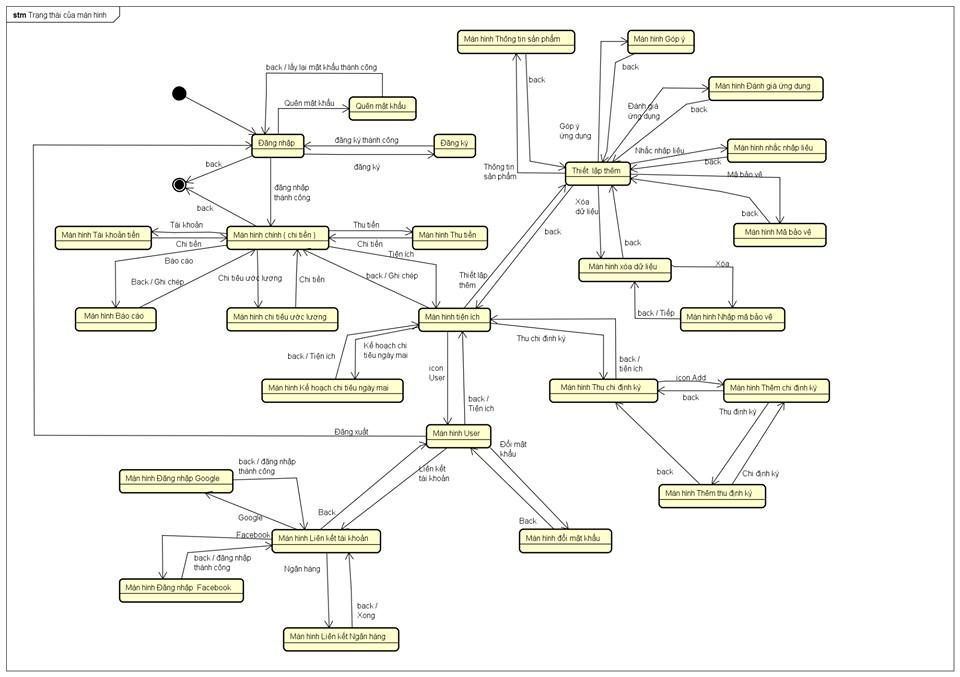 stm Trạng thái của màn hình
Màn hình Thông tin sản phẩm
Màn hình Góp ý
back
back / lấy lại mật khẩu thành công
back
Màn hình Đánh giá ứng dụng
Quên mật khẩu
Quên mật khẩu
Đánh giá
ứng dụng
back
Góp ý
ứng dụng
Đăng nhập
đăng ký thành công
Đăng ký
đăng ký
Nhắc nhập liệu
Màn hình nhắc nhập liệu
back
back
Thông tin
sản phẩm
Thiết lập thêm
Mã bảo vệ
đăng nhập
thành công
back
Xóa
dữ liệu
back
Màn hình Mã bảo vệ
Tài khoản
Thu tiền
Màn hình Tài khoản tiền
Chi tiền
Màn hình chính ( chi tiền )
Chi tiền
Màn hình Thu tiền
back
back
Tiện ích
Báo cáo
Màn hình xóa dữ liệu
Xóa
Back / Ghi chép
Chi tiêu ước lượng
Chi tiền
back / Ghi chép
Thiết lập
thêm
Màn hình Báo cáo
Màn hình chi tiêu ước lượng
Màn hình tiện ích
back / Tiếp
Màn hình Nhập mã bảo vệ
Thu chi định kỳ
back / Tiện ích
Kế hoạch chi
tiêu ngày mai
back /
tiện ích
icon
User
icon Add
Màn hình Kế hoạch chi tiêu ngày mai
Màn hình Thu chi định kỳ
back
Màn hình Thêm chi định kỳ
back /
Tiện ích
Thu định kỳ
Đăng xuất
Màn hình User
Đổi mật
khẩu
back / đăng nhập
thành công
Liên kết
tài khoản
back
Chi định kỳ
Màn hình Đăng nhập Google
Màn hình Thêm thu định kỳ
Google
Back
Back
Facebook
Màn hình Liên kết tài khoản
Màn hình đổi mật khẩu
back / đăng nhập
thành công
Ngân hàng
Màn hình Đăng nhập Facebook
back /
Xong
Màn hình Liên kết Ngân hàng